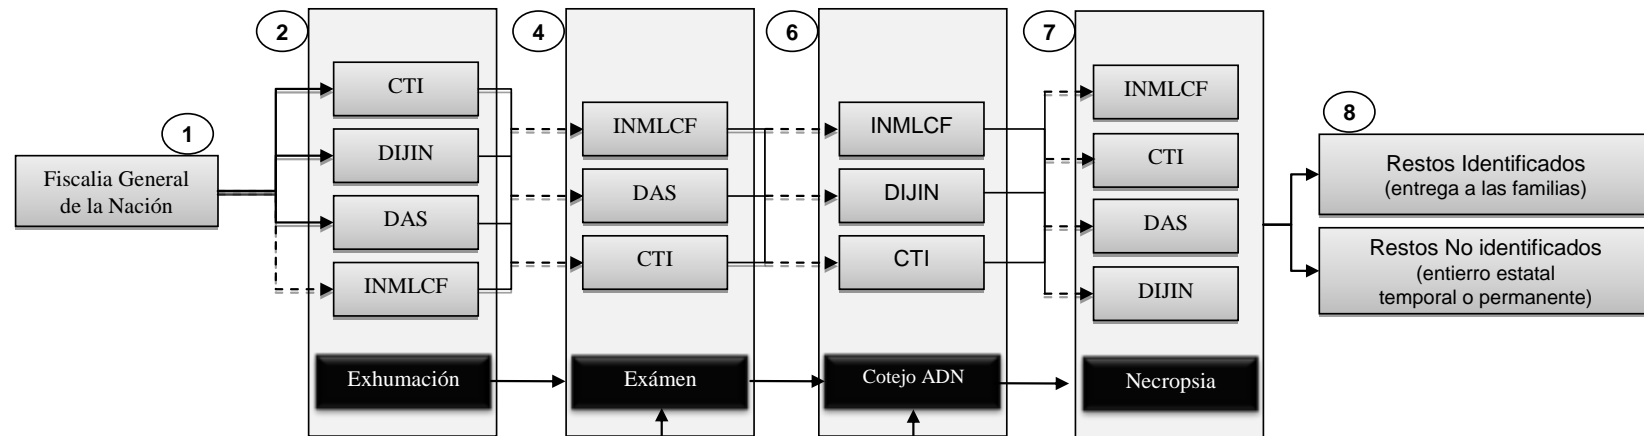 1
Fiscalia General
de la Nación
2
CTI
DIJIN
DAS
INMLCF
Exhumación
4
INMLCF
DAS
CTI
Exámen
6
INMLCF
DIJIN
CTI
Cotejo ADN
7
INMLCF
CTI
DAS
DIJIN
Necropsia
8
Restos Identificados
(entrega a las familias)
Restos No identificados
(entierro estatal
temporal o permanente)